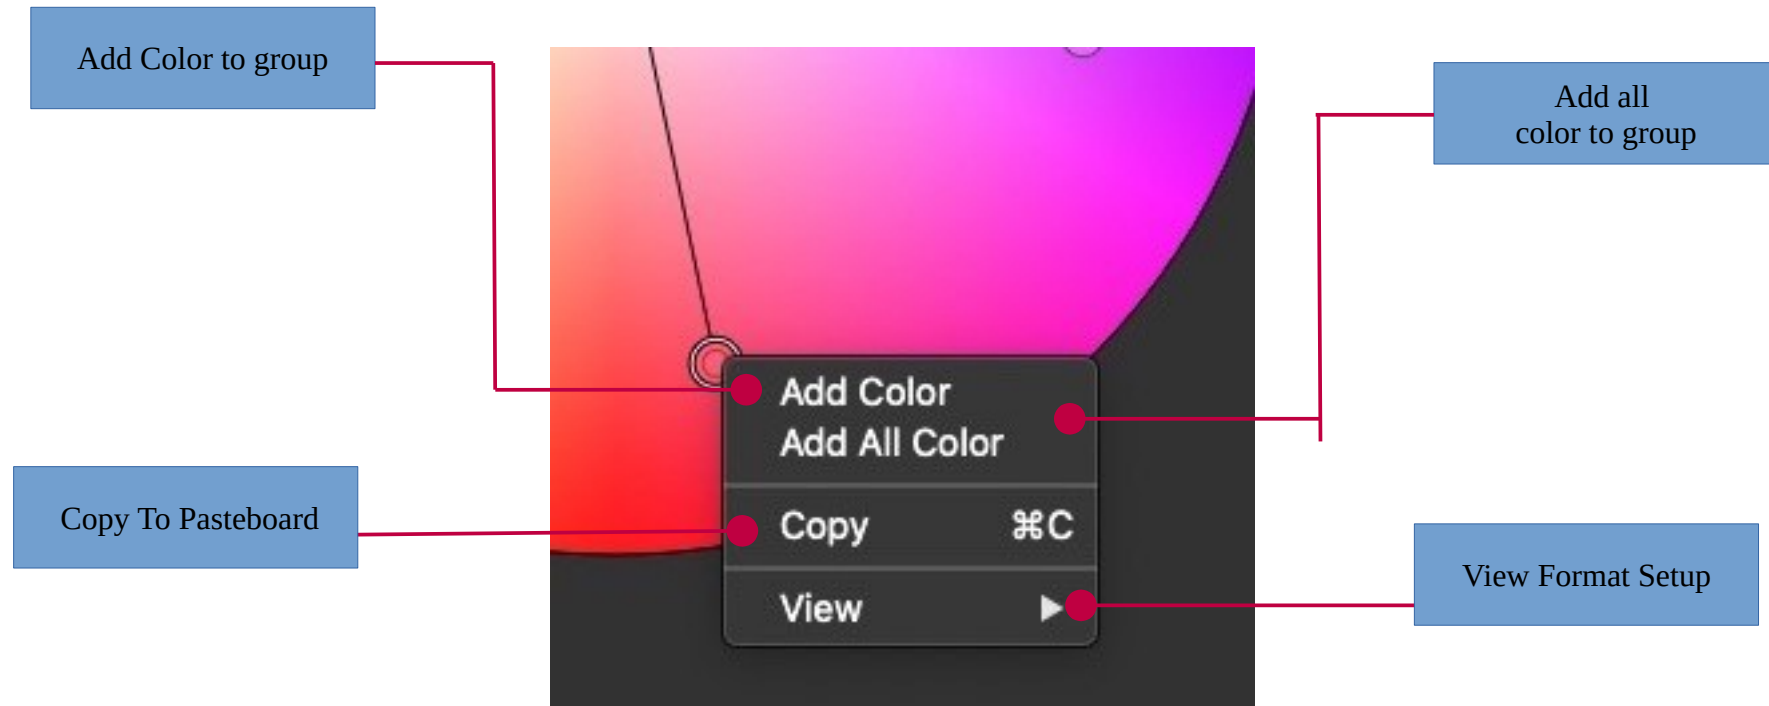 Add Color to group
Add all
color to group
Add Color
Add All Color
Copy To Pasteboard
Copy ⌘C
View Format Setup
View ▶